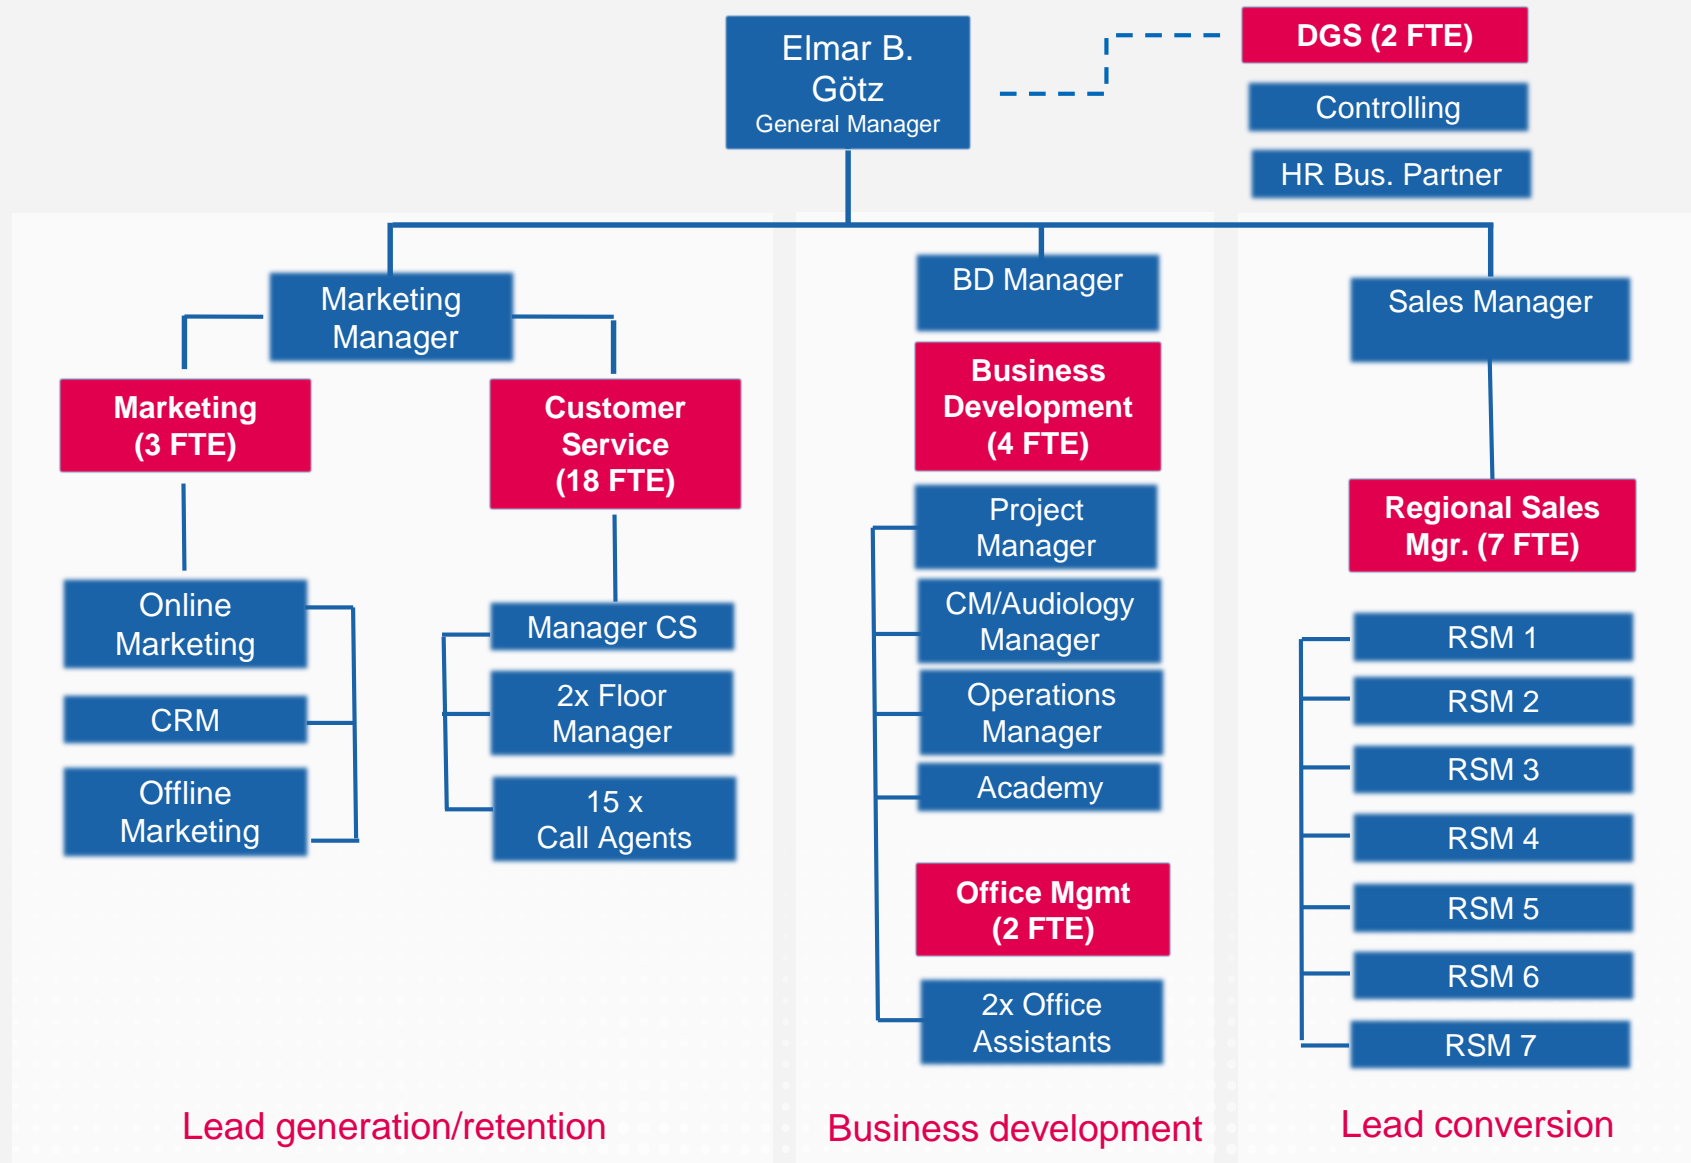 Elmar B.
Götz
General Manager
DGS (2 FTE)
Controlling
HR Bus. Partner
Marketing
Manager
Marketing
(3 FTE)
Online
Marketing
CRM
Offline
Marketing
Customer
Service
(18 FTE)
Manager CS
2x Floor
Manager
15 x
Call Agents
Lead generation/retention
BD Manager
Business
Development
(4 FTE)
Project
Manager
CM/Audiology
Manager
Operations
Manager
Academy
Office Mgmt
(2 FTE)
2x Office
Assistants
Business development
Sales Manager
Regional Sales
Mgr. (7 FTE)
RSM 1
RSM 2
RSM 3
RSM 4
RSM 5
RSM 6
RSM 7
Lead conversion